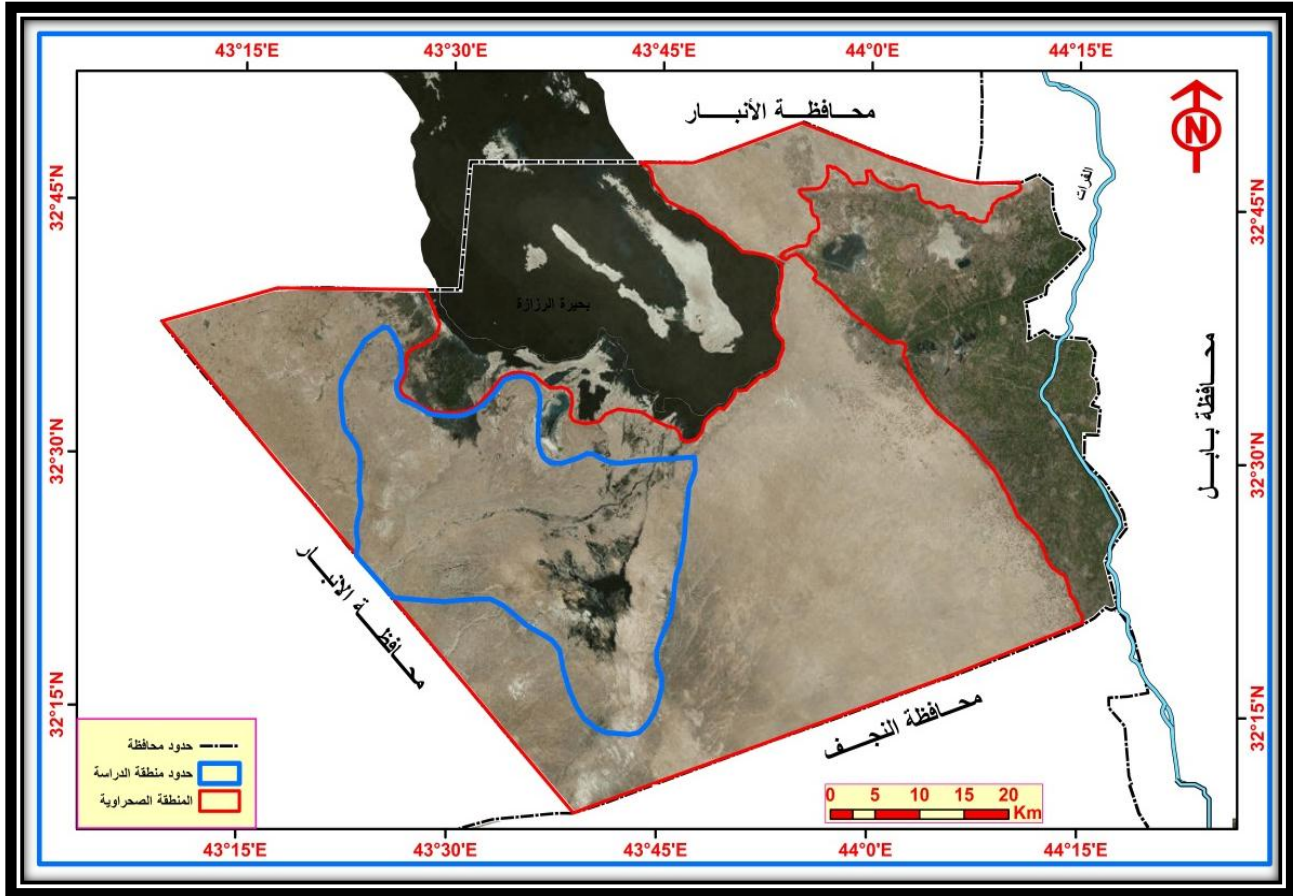 43°15'E 43°30'E 43°45'E 44°0'E 44°15'E
محافظة الأنبار
N
الفرات
32°45'N 32°45'N
بحيرة الرزازة
محافظة بابل
32°30'N 32°30'N
محافظة الأنبار
32°15'N 32°15'N
محافظة النجف
حدود محافظة
حدود منطقة الدراسة
المنطقة الصحراوية
0 5 10 15 20
Km
43°15'E 43°30'E 43°45'E 44°0'E 44°15'E